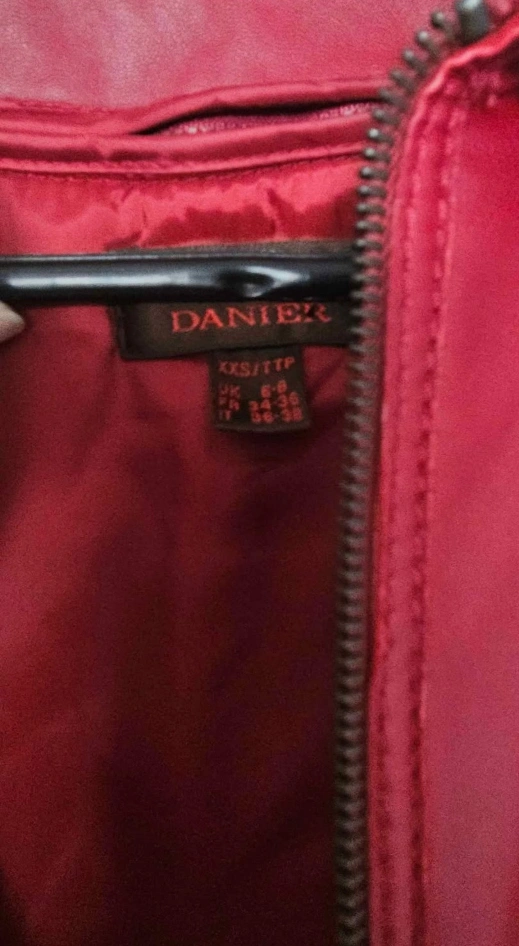 DANIER
XXS/TTP
UK 6-8
FR 34-36
IT 36-38